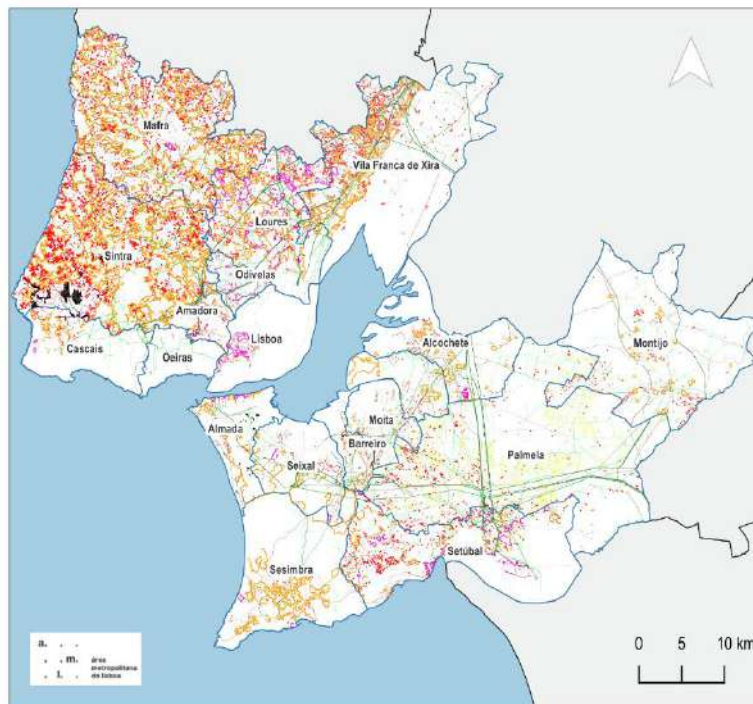 Mafra
Vila Franca de Xira
Loures
Sintra
Odivelas
Amadora
Lisboa
Cascais
Oeiras
Alcochete
Montijo
Almada
Moita
Barreiro
Seixal
Palmela
Sesimbra
Setúbal
a.
m.
l.
área
metropolitana
de lisboa
0 5 10 km